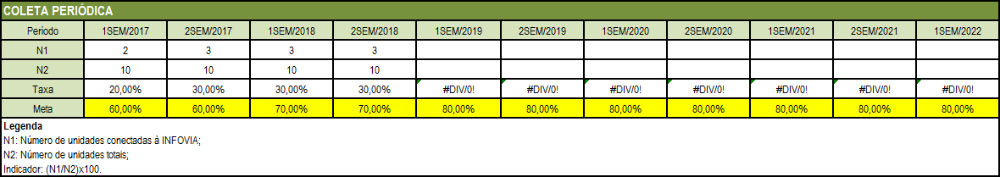 COLETA PERIÓDICA
Período 1SEM/2017 2SEM/2017 1SEM/2018 2SEM/2018 1SEM/2019 2SEM/2019 1SEM/2020 2SEM/2020 1SEM/2021 2SEM/2021 1SEM/2022
N1 2 3 3 3
N2 10 10 10 10
Taxa 20,00% 30,00% 30,00% 30,00% #DIV/0! #DIV/0! #DIV/0! #DIV/0! #DIV/0! #DIV/0! #DIV/0!
Meta 60,00% 60,00% 70,00% 70,00% 80,00% 80,00% 80,00% 80,00% 80,00% 80,00% 80,00%
Legenda
N1: Número de unidades conectadas à INFOVIA;
N2: Número de unidades totais;
Indicador: (N1/N2)x100.